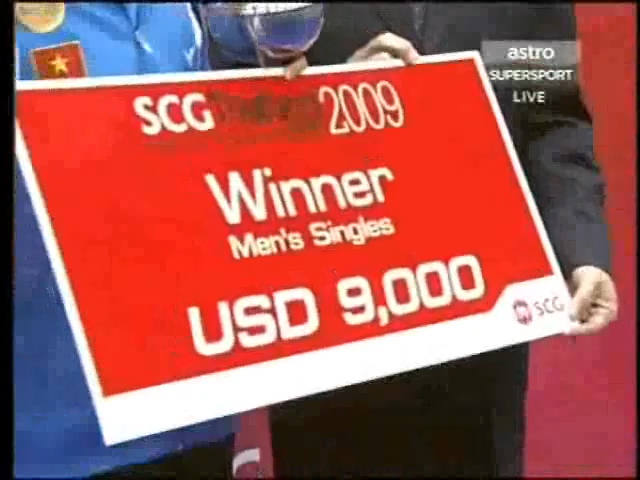 astro
SUPERSPORT
LIVE
SCG 2009
Winner
Men's Singles
USD 9,000
SCG